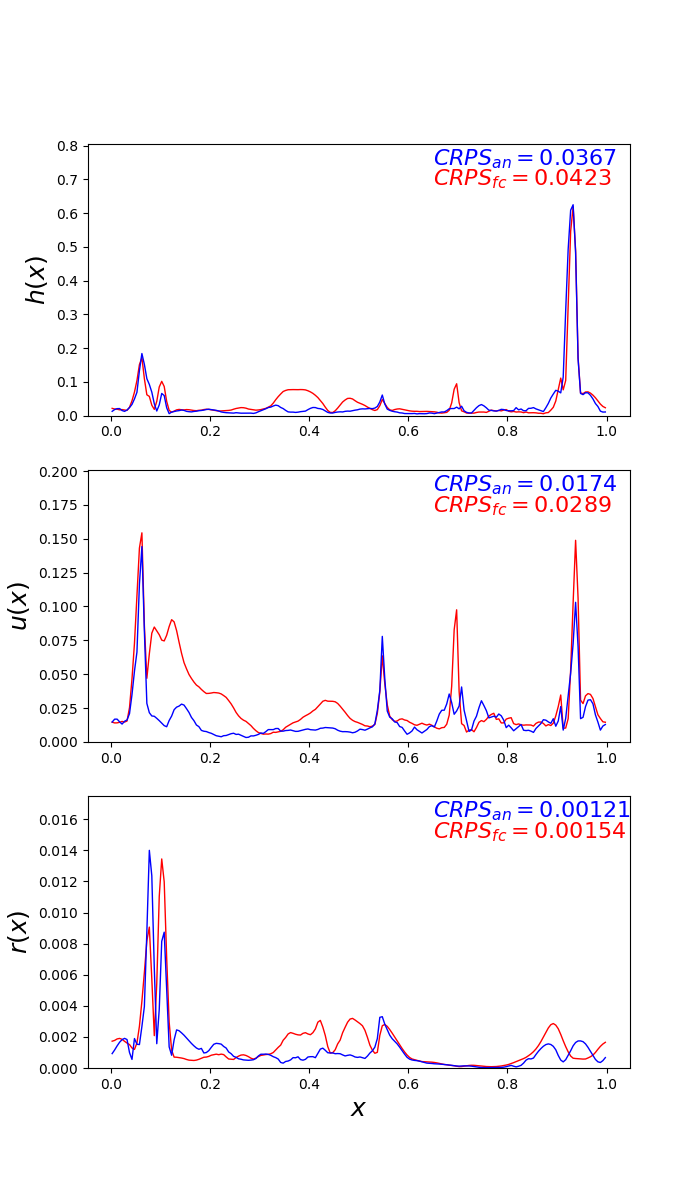 0.8
0.7
0.6
0.5
0.4
0.3
0.2
0.1
0.0
h(x)
CRPS_an = 0.0367
CRPS_fc = 0.0423
0.0 0.2 0.4 0.6 0.8 1.0
0.200
0.175
0.150
0.125
0.100
0.075
0.050
0.025
0.000
u(x)
CRPS_an = 0.0174
CRPS_fc = 0.0289
0.0 0.2 0.4 0.6 0.8 1.0
0.016
0.014
0.012
0.010
0.008
0.006
0.004
0.002
0.000
r(x)
CRPS_an = 0.00121
CRPS_fc = 0.00154
0.0 0.2 0.4 0.6 0.8 1.0
x